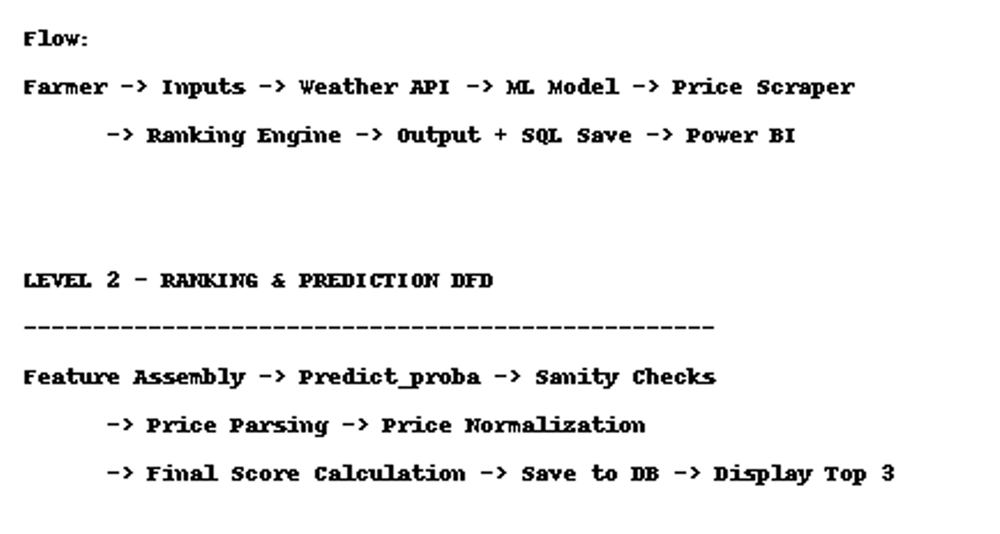 Flow:
Farmer -> Inputs -> Weather API -> ML Model -> Price Scraper
-> Ranking Engine -> Output + SQL Save -> Power BI
LEVEL 2 - RANKING & PREDICTION DFD
--------------------------------------------------
Feature Assembly -> Predict_proba -> Sanity Checks
-> Price Parsing -> Price Normalization
-> Final Score Calculation -> Save to DB -> Display Top 3